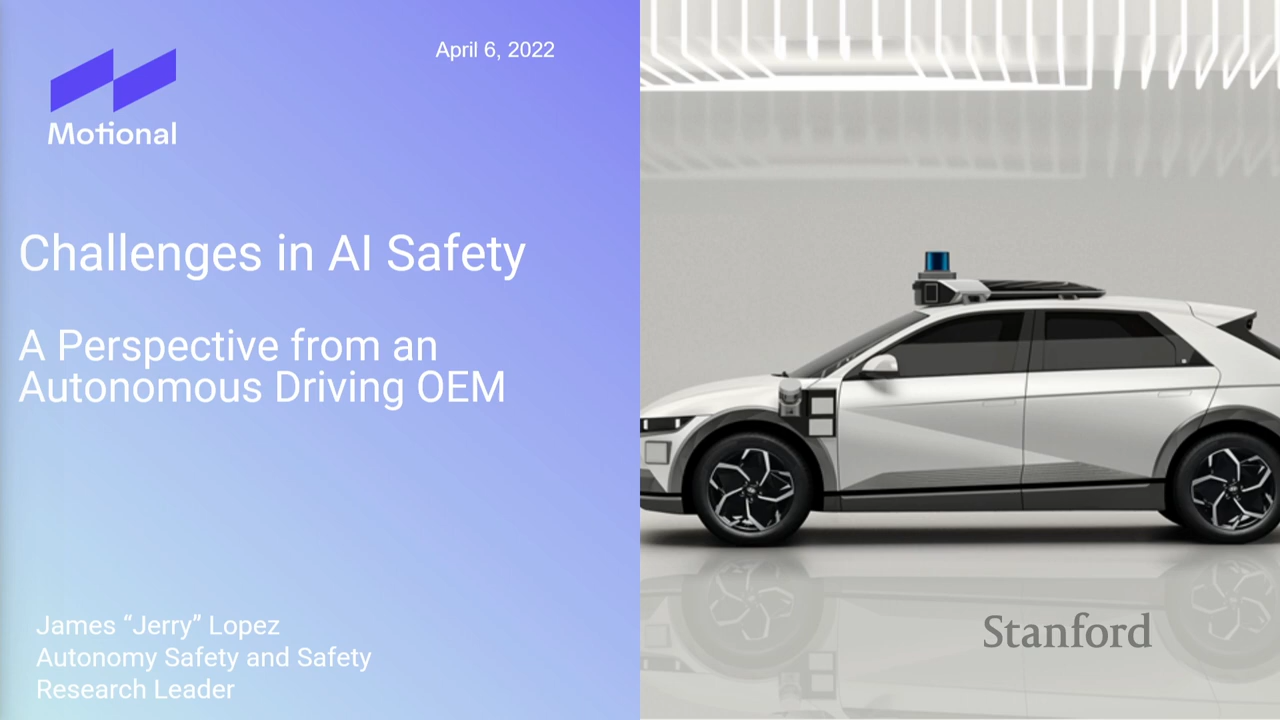 April 6, 2022
Motional
Challenges in AI Safety
A Perspective from an
Autonomous Driving OEM
James “Jerry” Lopez
Autonomy Safety and Safety
Research Leader
Stanford